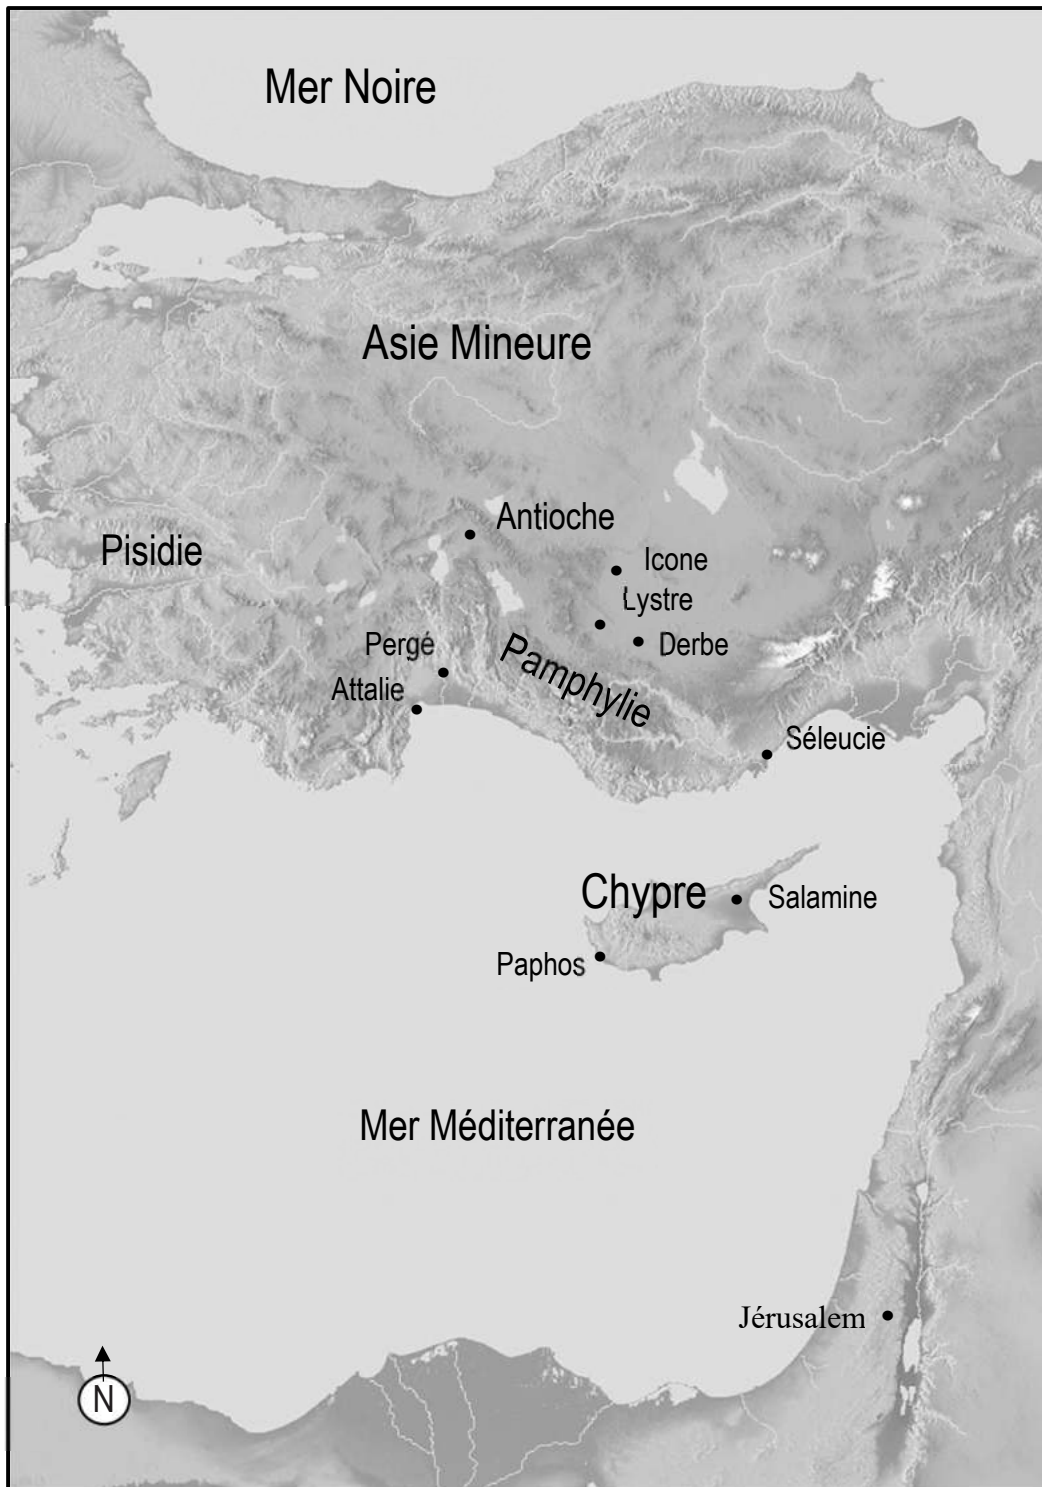 Mer Noire
Asie Mineure
Antioche
Pisidie
Icone
Lystre
Pergé
Pamphylie
Derbe
Attalie
Séleucie
Chypre
Salamine
Paphos
Mer Méditerranée
Jérusalem
N